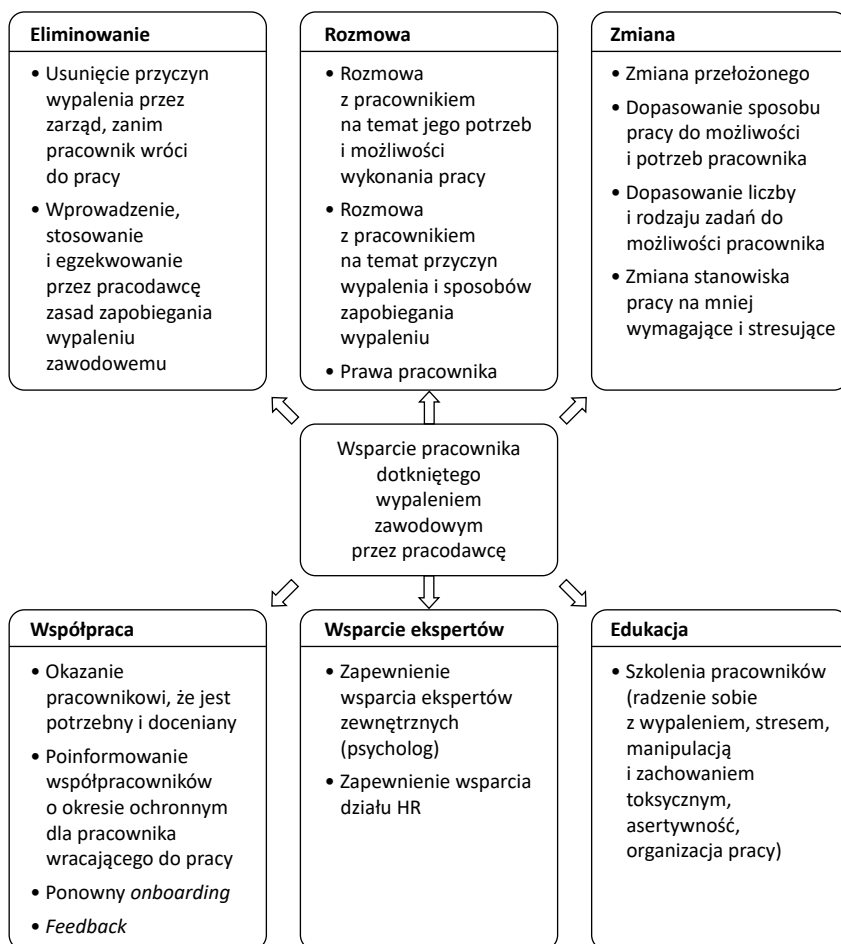 Eliminowanie
• Usunięcie przyczyn
wypalenia przez
zarząd, zanim
pracownik wróci
do pracy
• Wprowadzenie,
stosowanie
i egzekwowanie
przez pracodawcę
zasad zapobiegania
wypaleniu
zawodowemu
Rozmowa
• Rozmowa
z pracownikiem
na temat jego potrzeb
i możliwości
wykonania pracy
• Rozmowa
z pracownikiem
na temat przyczyn
wypalenia i sposobów
zapobiegania
wypaleniu
• Prawa pracownika
Zmiana
• Zmiana przełożonego
• Dopasowanie sposobu
pracy do możliwości
i potrzeb pracownika
• Dopasowanie liczby
i rodzaju zadań do
możliwości pracownika
• Zmiana stanowiska
pracy na mniej
wymagające i stresujące
Wsparcie pracownika
dotkniętego
wypaleniem
zawodowym
przez pracodawcę
Współpraca
• Okazanie
pracownikowi, że jest
potrzebny i doceniany
• Poinformowanie
współpracowników
o okresie ochronnym
dla pracownika
wracającego do pracy
• Ponowny onboarding
• Feedback
Wsparcie ekspertów
• Zapewnienie
wsparcia ekspertów
zewnętrznych
(psycholog)
• Zapewnienie wsparcia
działu HR
Edukacja
• Szkolenia pracowników
(radzenie sobie
z wypaleniem, stresem,
manipulacją
i zachowaniem
toksycznym,
asertywność,
organizacja pracy)